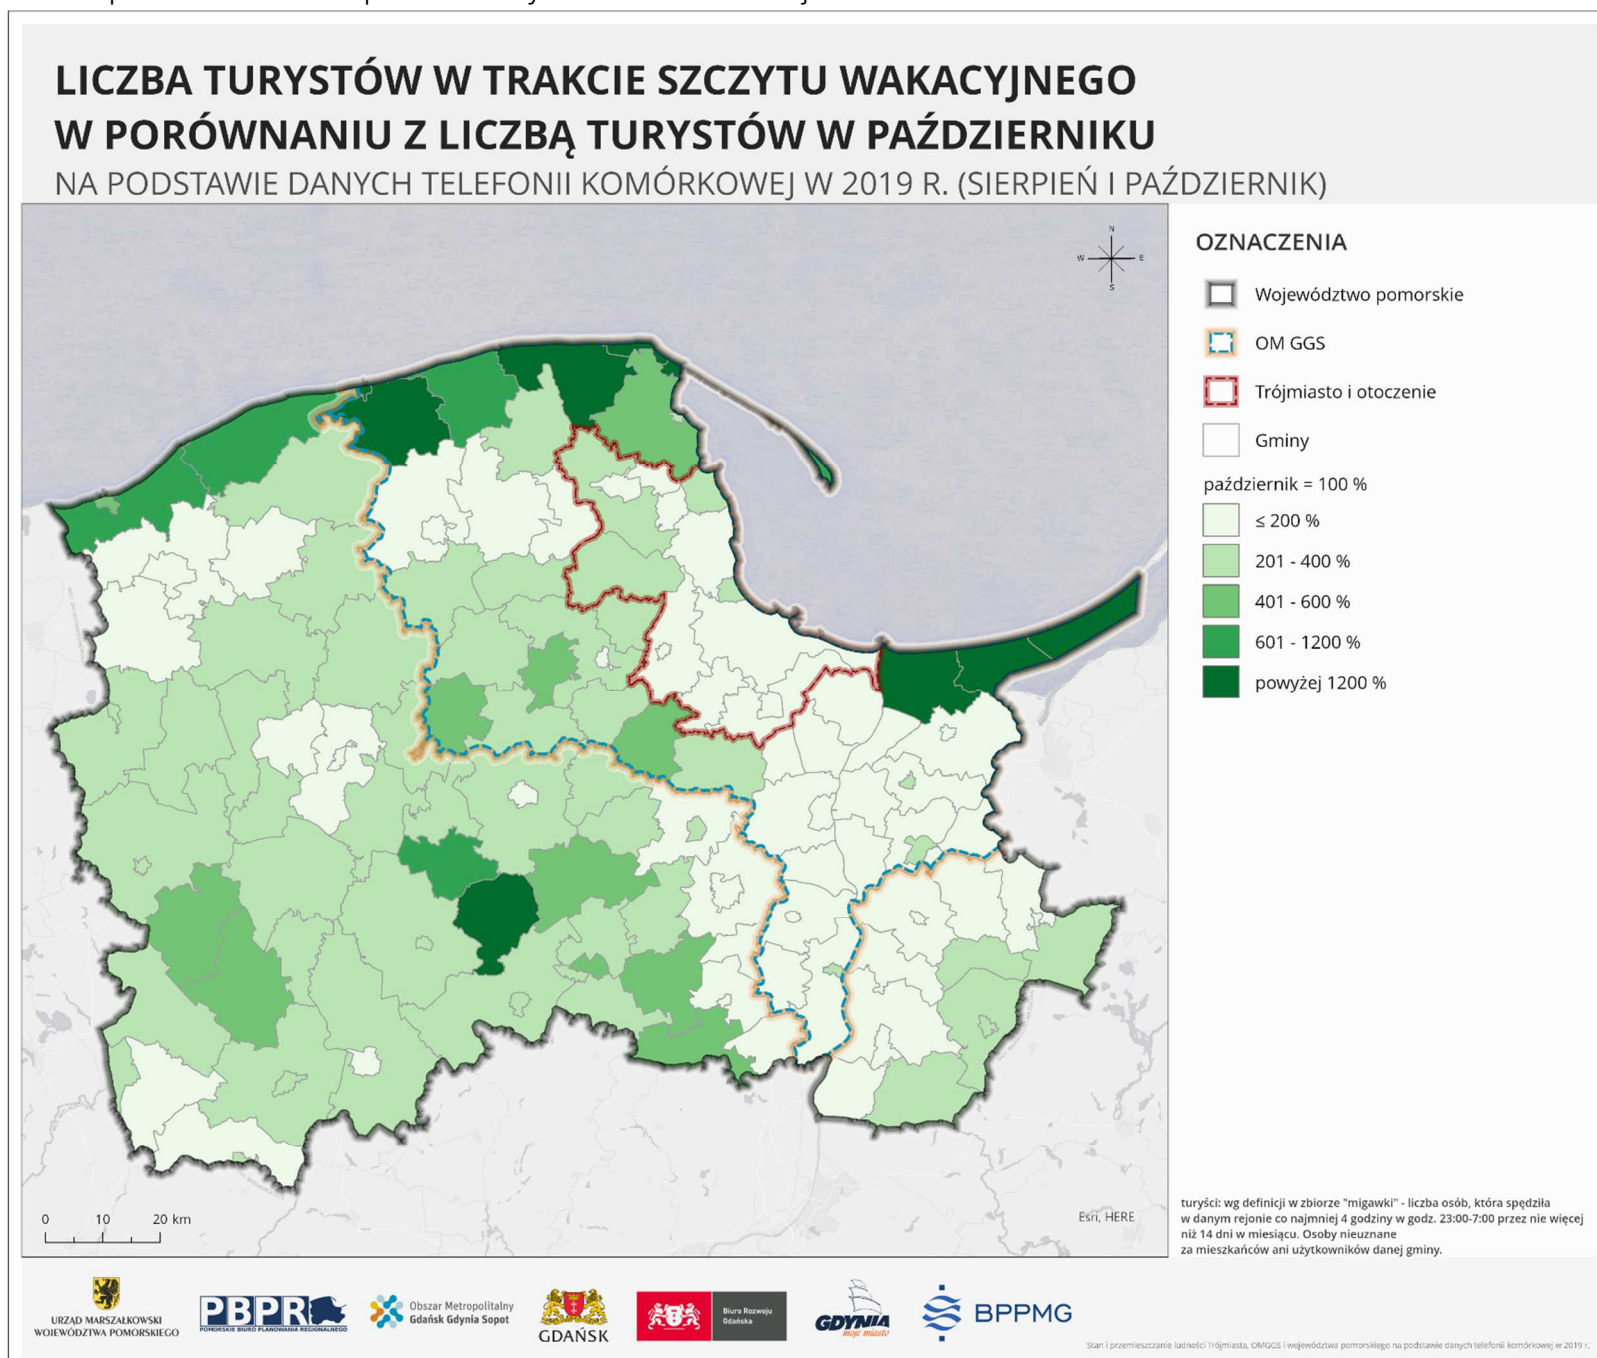 LICZBA TURYSTÓW W TRAKCIE SZCZYTU WAKACYJNEGO
W PORÓWNANIU Z LICZBĄ TURYSTÓW W PAŹDZIERNIKU
NA PODSTAWIE DANYCH TELEFONII KOMÓRKOWEJ W 2019 R. (SIERPIEŃ I PAŹDZIERNIK)
N
W E
S
OZNACZENIA
Województwo pomorskie
OM GGS
Trójmiasto i otoczenie
Gminy
październik = 100 %
≤ 200 %
201 - 400 %
401 - 600 %
601 - 1200 %
powyżej 1200 %
0 10 20 km
Esri, HERE
turyści: wg definicji w zbiorze "migawki" - liczba osób, która spędziła
w danym rejonie co najmniej 4 godziny w godz. 23:00-7:00 przez nie więcej
niż 14 dni w miesiącu. Osoby nieuznane
za mieszkańców ani użytkowników danej gminy.
URZĄD MARSZAŁKOWSKI
WOJEWÓDZTWA POMORSKIEGO
PBPR
POMORSKIE BIURO PLANOWANIA REGIONALNEGO
Obszar Metropolitalny
Gdańsk Gdynia Sopot
GDAŃSK
Biuro Rozwoju
Gdańska
GDYNIA
moje miasto
BPPMG
Stan i przemieszczanie ludności Trójmiasta, OMGGS i województwa pomorskiego na podstawie danych telefonii komórkowej w 2019 r.